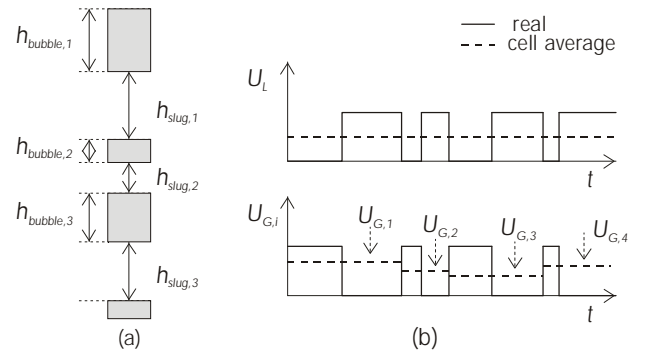 h_bubble,1
h_slug,1
h_bubble,2
h_slug,2
h_bubble,3
h_slug,3
(a)
real
cell average
U_L
t
U_G,i
U_G,1
U_G,2
U_G,3
U_G,4
t
(b)